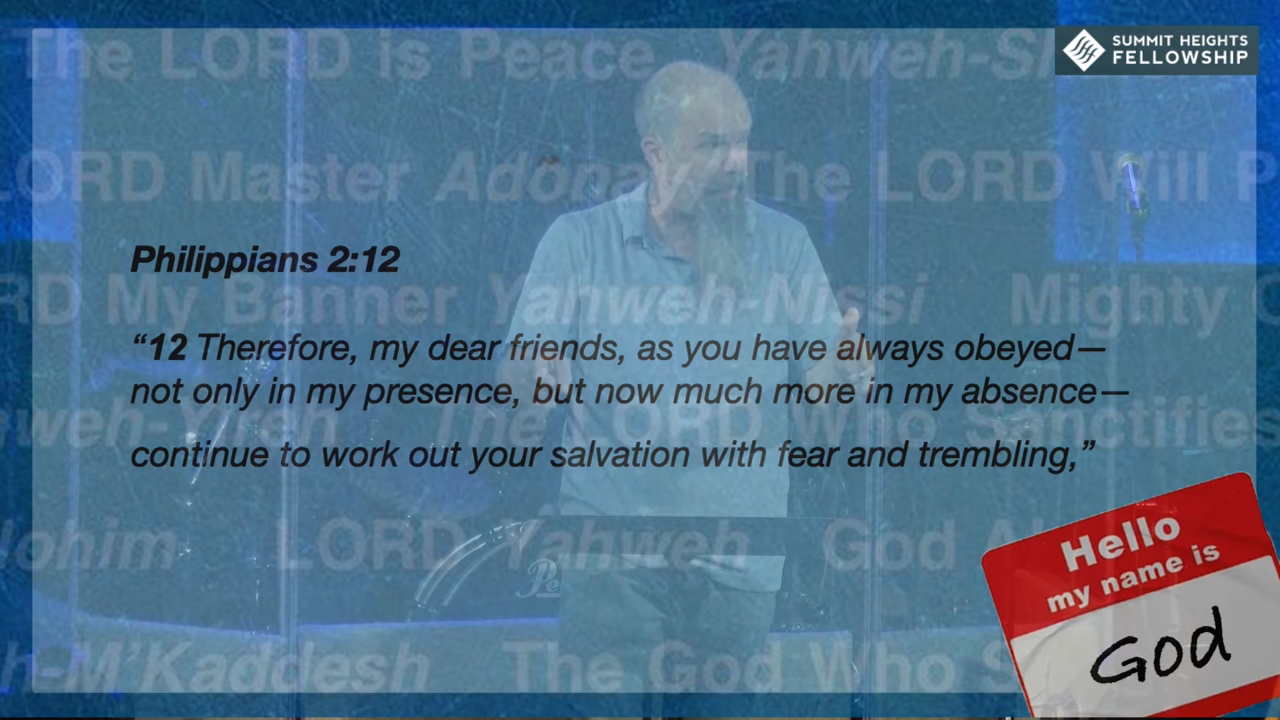 The LORD is Peace Yahweh-Sh
SUMMIT HEIGHTS
FELLOWSHIP
LORD Master Adonay The LORD Will P
Philippians 2:12
RD My Banner Yahweh-Nissi Mighty G
“12 Therefore, my dear friends, as you have always obeyed—
not only in my presence, but now much more in my absence—
weh-Yireh The LORD Who Sanctifies
continue to work out your salvation with fear and trembling,”
lohim LORD Yahweh God Al
Pe
h-M’Kaddesh The God Who S
Hello
my name is
God